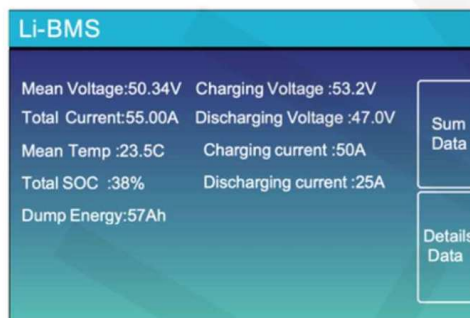 Li-BMS
Mean Voltage:50.34V Charging Voltage :53.2V
Total Current:55.00A Discharging Voltage :47.0V
Mean Temp :23.5C Charging current :50A
Total SOC :38% Discharging current :25A
Dump Energy:57Ah
Sum
Data
Details
Data